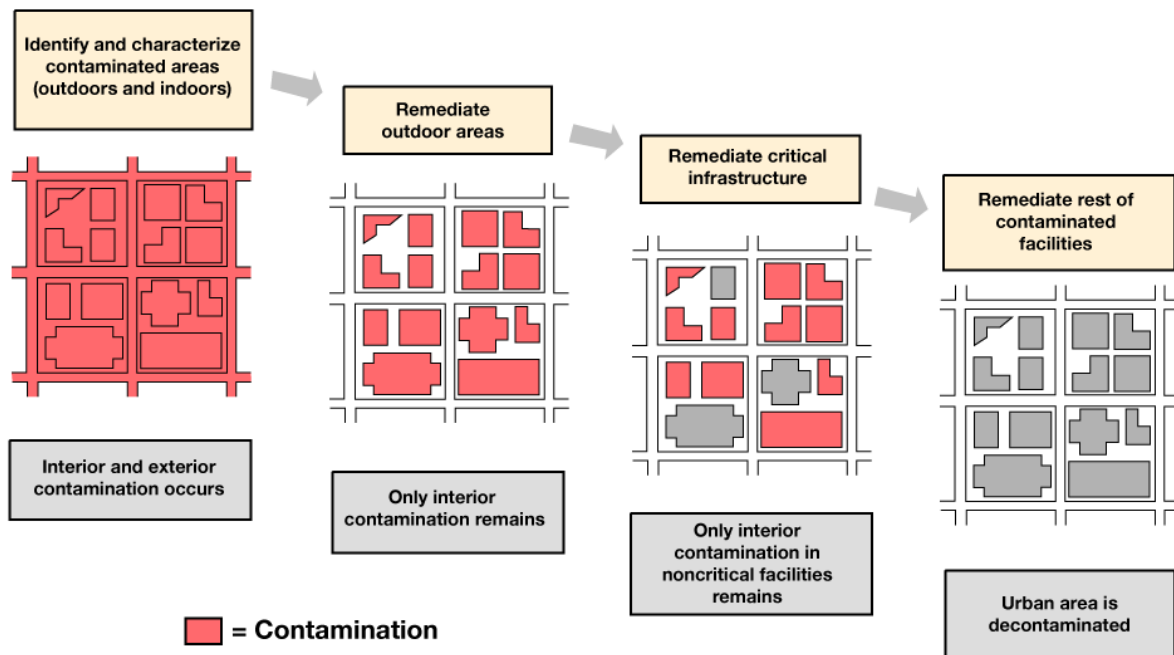 Identify and characterize
contaminated areas
(outdoors and indoors)
Remediate
outdoor areas
Remediate critical
infrastructure
Remediate rest of
contaminated
facilities
Interior and exterior
contamination occurs
Only interior
contamination remains
Only interior
contamination in
noncritical facilities
remains
Urban area is
decontaminated
= Contamination